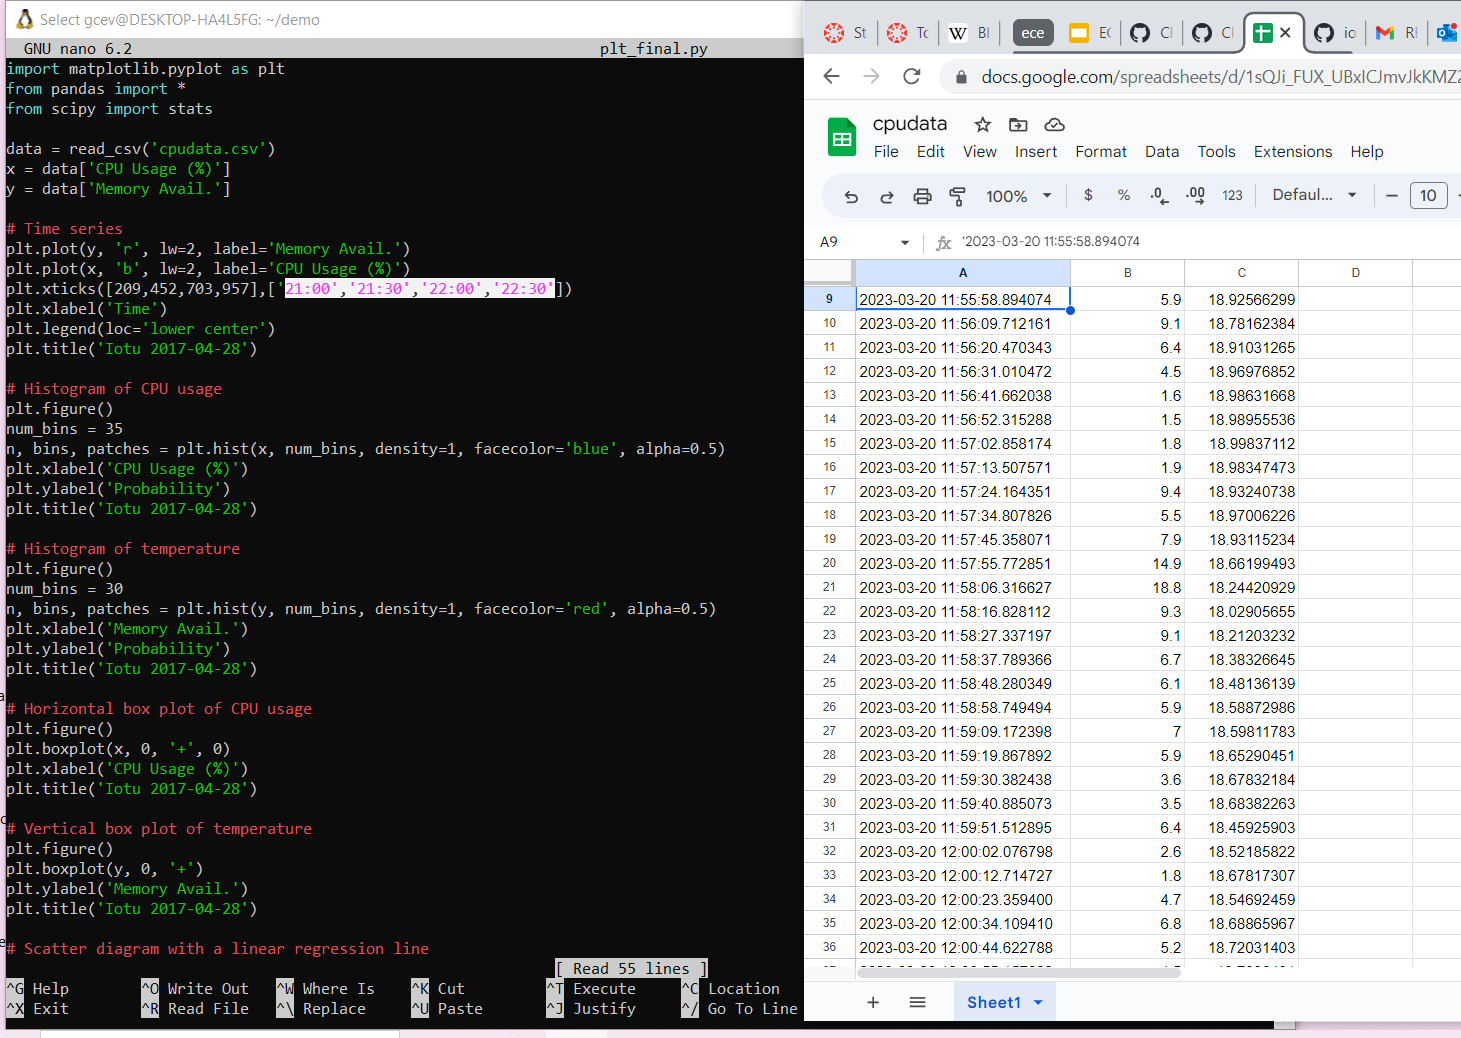 Select gcev@DESKTOP-HA4L5FG: ~/demo
GNU nano 6.2 plt_final.py
import matplotlib.pyplot as plt
from pandas import *
from scipy import stats
data = read_csv('cpudata.csv')
x = data['CPU Usage (%)']
y = data['Memory Avail.']
# Time series
plt.plot(y, 'r', lw=2, label='Memory Avail.')
plt.plot(x, 'b', lw=2, label='CPU Usage (%)')
plt.xticks([209,452,703,957],['21:00','21:30','22:00','22:30'])
plt.xlabel('Time')
plt.legend(loc='lower center')
plt.title('Iotu 2017-04-28')
# Histogram of CPU usage
plt.figure()
num_bins = 35
n, bins, patches = plt.hist(x, num_bins, density=1, facecolor='blue', alpha=0.5)
plt.xlabel('CPU Usage (%)')
plt.ylabel('Probability')
plt.title('Iotu 2017-04-28')
# Histogram of temperature
plt.figure()
num_bins = 30
n, bins, patches = plt.hist(y, num_bins, density=1, facecolor='red', alpha=0.5)
plt.xlabel('Memory Avail.')
plt.ylabel('Probability')
plt.title('Iotu 2017-04-28')
# Horizontal box plot of CPU usage
plt.figure()
plt.boxplot(x, 0, '+', 0)
plt.xlabel('CPU Usage (%)')
plt.title('Iotu 2017-04-28')
# Vertical box plot of temperature
plt.figure()
plt.boxplot(y, 0, '+')
plt.ylabel('Memory Avail.')
plt.title('Iotu 2017-04-28')
# Scatter diagram with a linear regression line
[ Read 55 lines ]
^G Help ^O Write Out ^W Where Is ^K Cut ^T Execute ^C Location
^X Exit ^R Read File ^\ Replace ^U Paste ^J Justify ^/ Go To Line
St Tc W Bl ece EC Cl Cl io RE
docs.google.com/spreadsheets/d/1sQJi_FUX_UBxICJmvJkKMZ2
cpudata
File Edit View Insert Format Data Tools Extensions Help
100% $ % .0 .00 123 Defaul... 10
A9 fx '2023-03-20 11:55:58.894074
A B C D
9 2023-03-20 11:55:58.894074 5.9 18.92566299
10 2023-03-20 11:56:09.712161 9.1 18.78162384
11 2023-03-20 11:56:20.470343 6.4 18.91031265
12 2023-03-20 11:56:31.010472 4.5 18.96976852
13 2023-03-20 11:56:41.662038 1.6 18.98631668
14 2023-03-20 11:56:52.315288 1.5 18.98955536
15 2023-03-20 11:57:02.858174 1.8 18.99837112
16 2023-03-20 11:57:13.507571 1.9 18.98347473
17 2023-03-20 11:57:24.164351 9.4 18.93240738
18 2023-03-20 11:57:34.807826 5.5 18.97006226
19 2023-03-20 11:57:45.358071 7.9 18.93115234
20 2023-03-20 11:57:55.772851 14.9 18.66199493
21 2023-03-20 11:58:06.316627 18.8 18.24420929
22 2023-03-20 11:58:16.828112 9.3 18.02905655
23 2023-03-20 11:58:27.337197 9.1 18.21203232
24 2023-03-20 11:58:37.789366 6.7 18.38326645
25 2023-03-20 11:58:48.280349 6.1 18.48136139
26 2023-03-20 11:58:58.749494 5.9 18.58872986
27 2023-03-20 11:59:09.172398 7 18.59811783
28 2023-03-20 11:59:19.867892 5.9 18.65290451
29 2023-03-20 11:59:30.382438 3.6 18.67832184
30 2023-03-20 11:59:40.885073 3.5 18.68382263
31 2023-03-20 11:59:51.512895 6.4 18.45925903
32 2023-03-20 12:00:02.076798 2.6 18.52185822
33 2023-03-20 12:00:12.714727 1.8 18.67817307
34 2023-03-20 12:00:23.359400 4.7 18.54692459
35 2023-03-20 12:00:34.109410 6.8 18.68865967
36 2023-03-20 12:00:44.622788 5.2 18.72031403
Sheet1